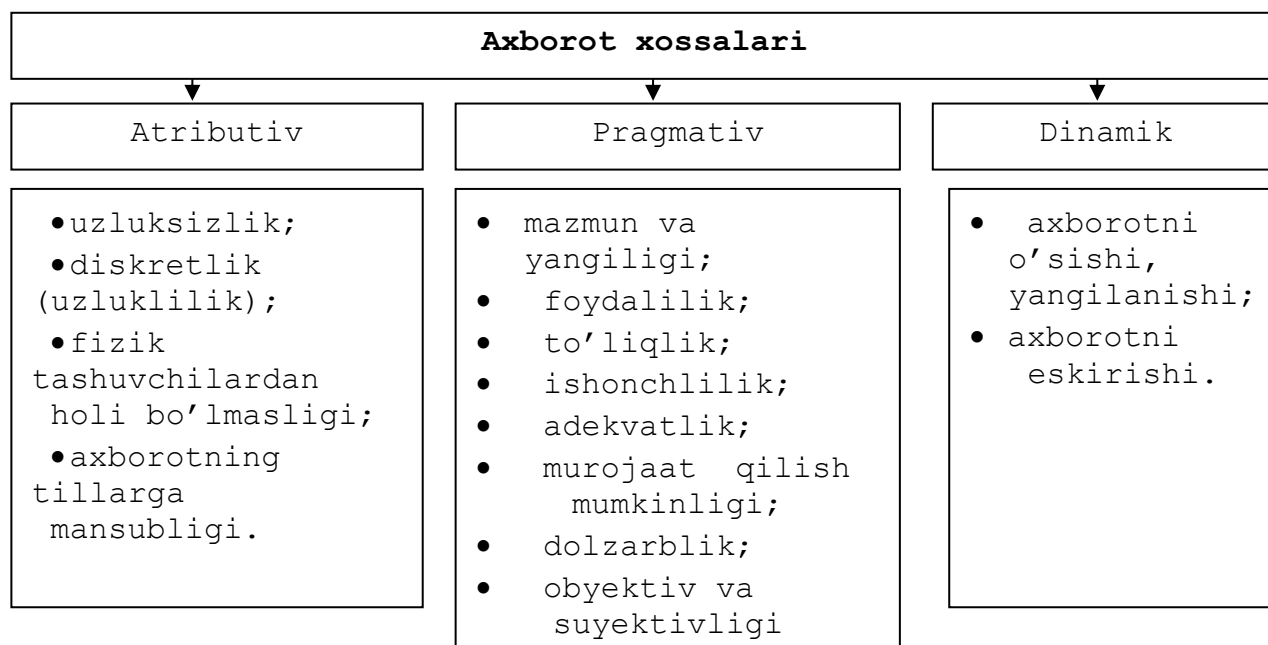 Axborot xossalari
Atributiv
Pragmativ
Dinamik
•uzluksizlik;
•diskretlik
(uzluklilik);
•fizik
tashuvchilardan
holi bo’lmasligi;
•axborotning
tillarga
mansubligi.
• mazmun va
yangiligi;
• foydalilik;
• to’liqlik;
• ishonchlilik;
• adekvatlik;
• murojaat qilish
mumkinligi;
• dolzarblik;
• obyektiv va
suyektivligi
• axborotni
o’sishi,
yangilanishi;
• axborotni
eskirishi.